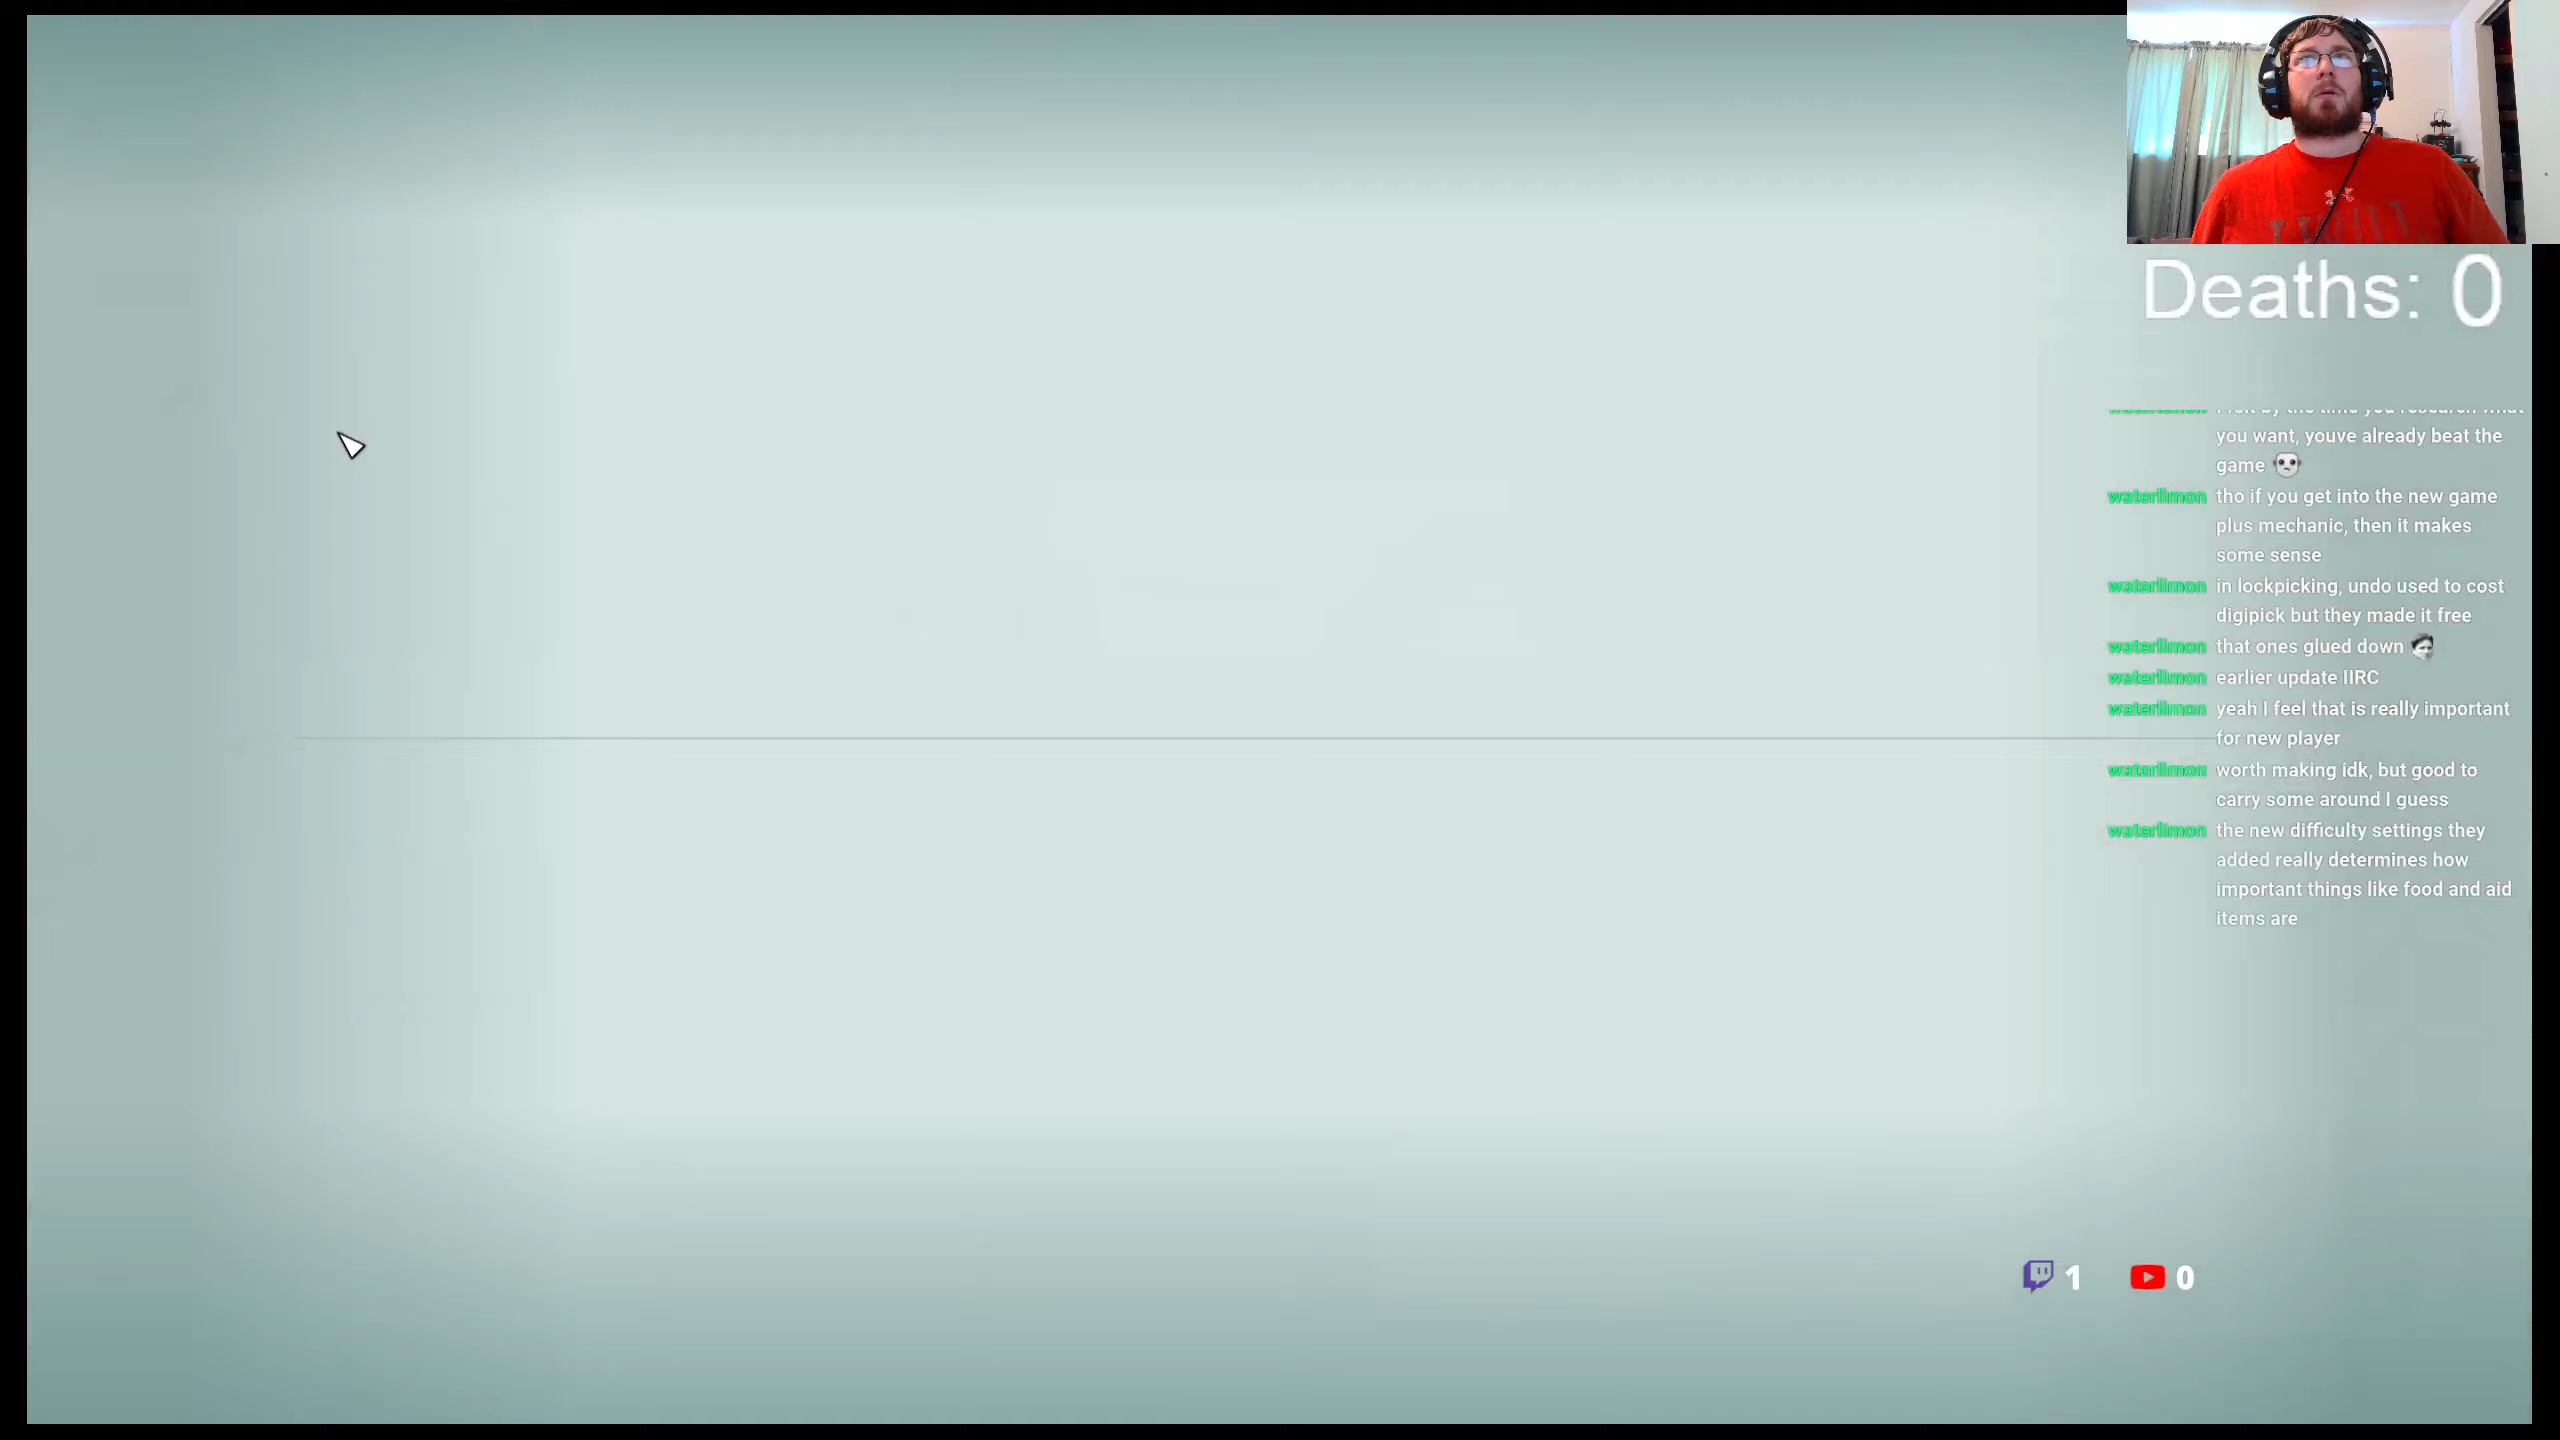 Deaths: 0
you want, youve already beat the
game
waterlimon tho if you get into the new game
plus mechanic, then it makes
some sense
waterlimon in lockpicking, undo used to cost
digipick but they made it free
waterlimon that ones glued down
waterlimon earlier update IIRC
waterlimon yeah I feel that is really important
for new player
waterlimon worth making idk, but good to
carry some around I guess
waterlimon the new difficulty settings they
added really determines how
important things like food and aid
items are
1 0